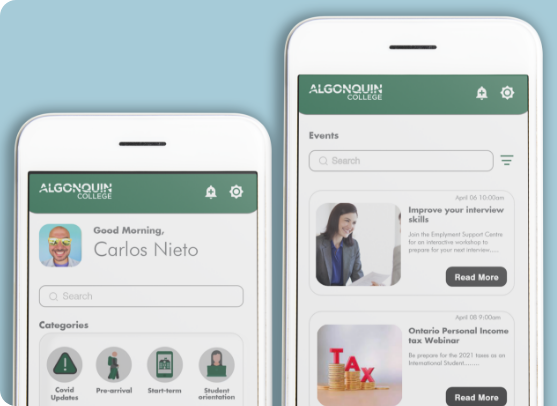 ALGONQUIN
COLLEGE
Good Morning,
Carlos Nieto
Search
Categories
Covid
Updates
Pre-arrival
Start-term
Student
orientation
ALGONQUIN
COLLEGE
Events
Search
April 06 10:00am
Improve your interview
skills
Join the Emplyment Support Centre
for an interactive workshop to
prepare for your next interview.....
Read More
April 08 9:00am
Ontario Personal Income
tax Webinar
Be prepare for the 2021 taxes as an
International Student........
Read More
TAX